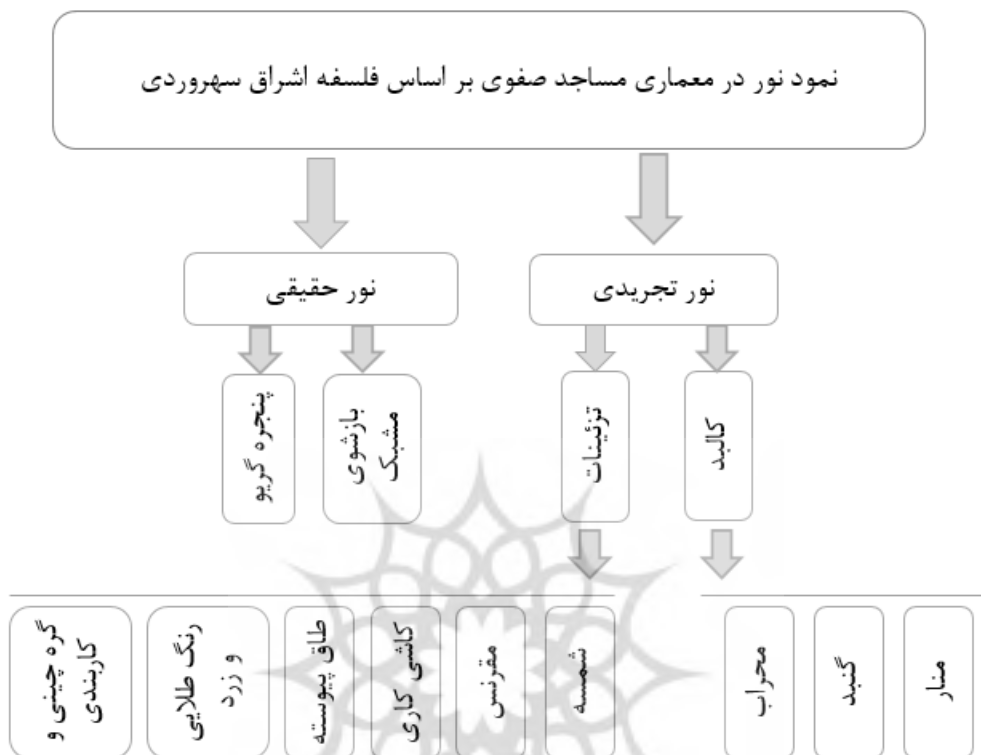 نمود نور در معماری مساجد صفوی بر اساس فلسفه اشراق سهروردی
نور تجریدی
نور حقیقی
کالبد
تزئینات
بازشوی
مشبک
پنجره گریو
منار
گنبد
محراب
شمسه
مقرنس
کاشی کاری
طاق پیوسته
رنگ طلایی
و زرد
گره چینی و
کاربندی